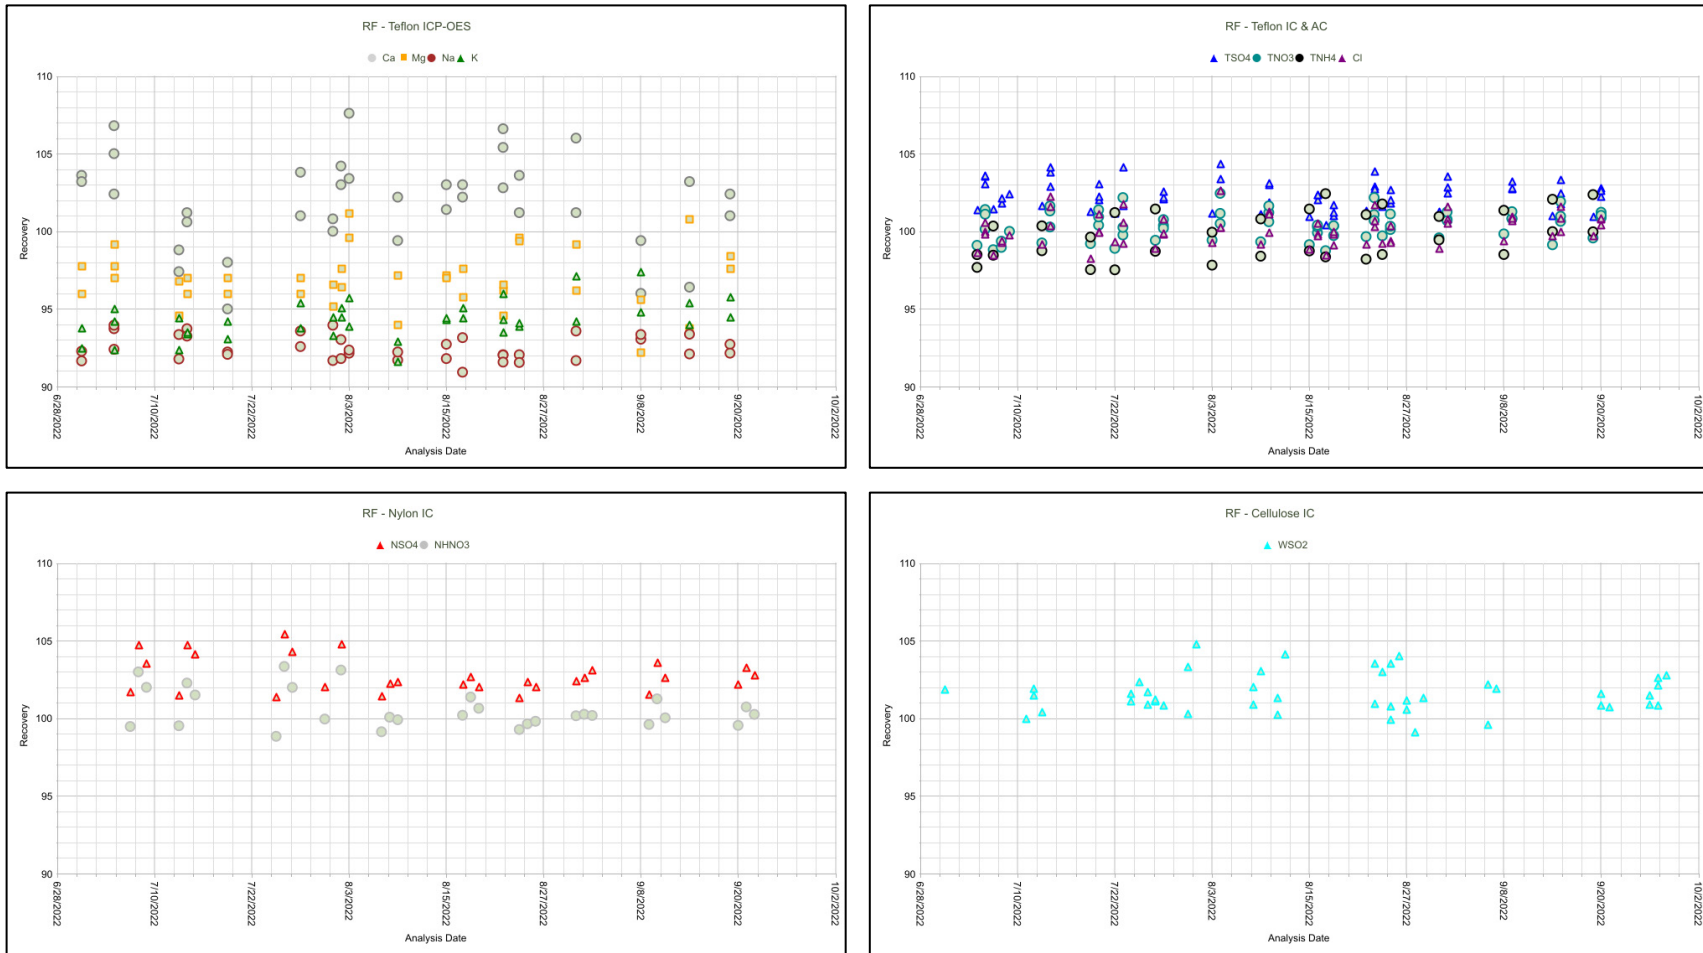 RF - Teflon ICP-OES
Ca Mg Na K
110
105
100
95
90
Recovery
6/28/2022 7/10/2022 7/22/2022 8/3/2022 8/15/2022 8/27/2022 9/8/2022 9/20/2022 10/2/2022
Analysis Date
RF - Teflon IC & AC
TSO4 TNO3 TNH4 Cl
110
105
100
95
90
Recovery
6/28/2022 7/10/2022 7/22/2022 8/3/2022 8/15/2022 8/27/2022 9/8/2022 9/20/2022 10/2/2022
Analysis Date
RF - Nylon IC
NSO4 NHNO3
110
105
100
95
90
Recovery
6/28/2022 7/10/2022 7/22/2022 8/3/2022 8/15/2022 8/27/2022 9/8/2022 9/20/2022 10/2/2022
Analysis Date
RF - Cellulose IC
WSO2
110
105
100
95
90
Recovery
6/28/2022 7/10/2022 7/22/2022 8/3/2022 8/15/2022 8/27/2022 9/8/2022 9/20/2022 10/2/2022
Analysis Date